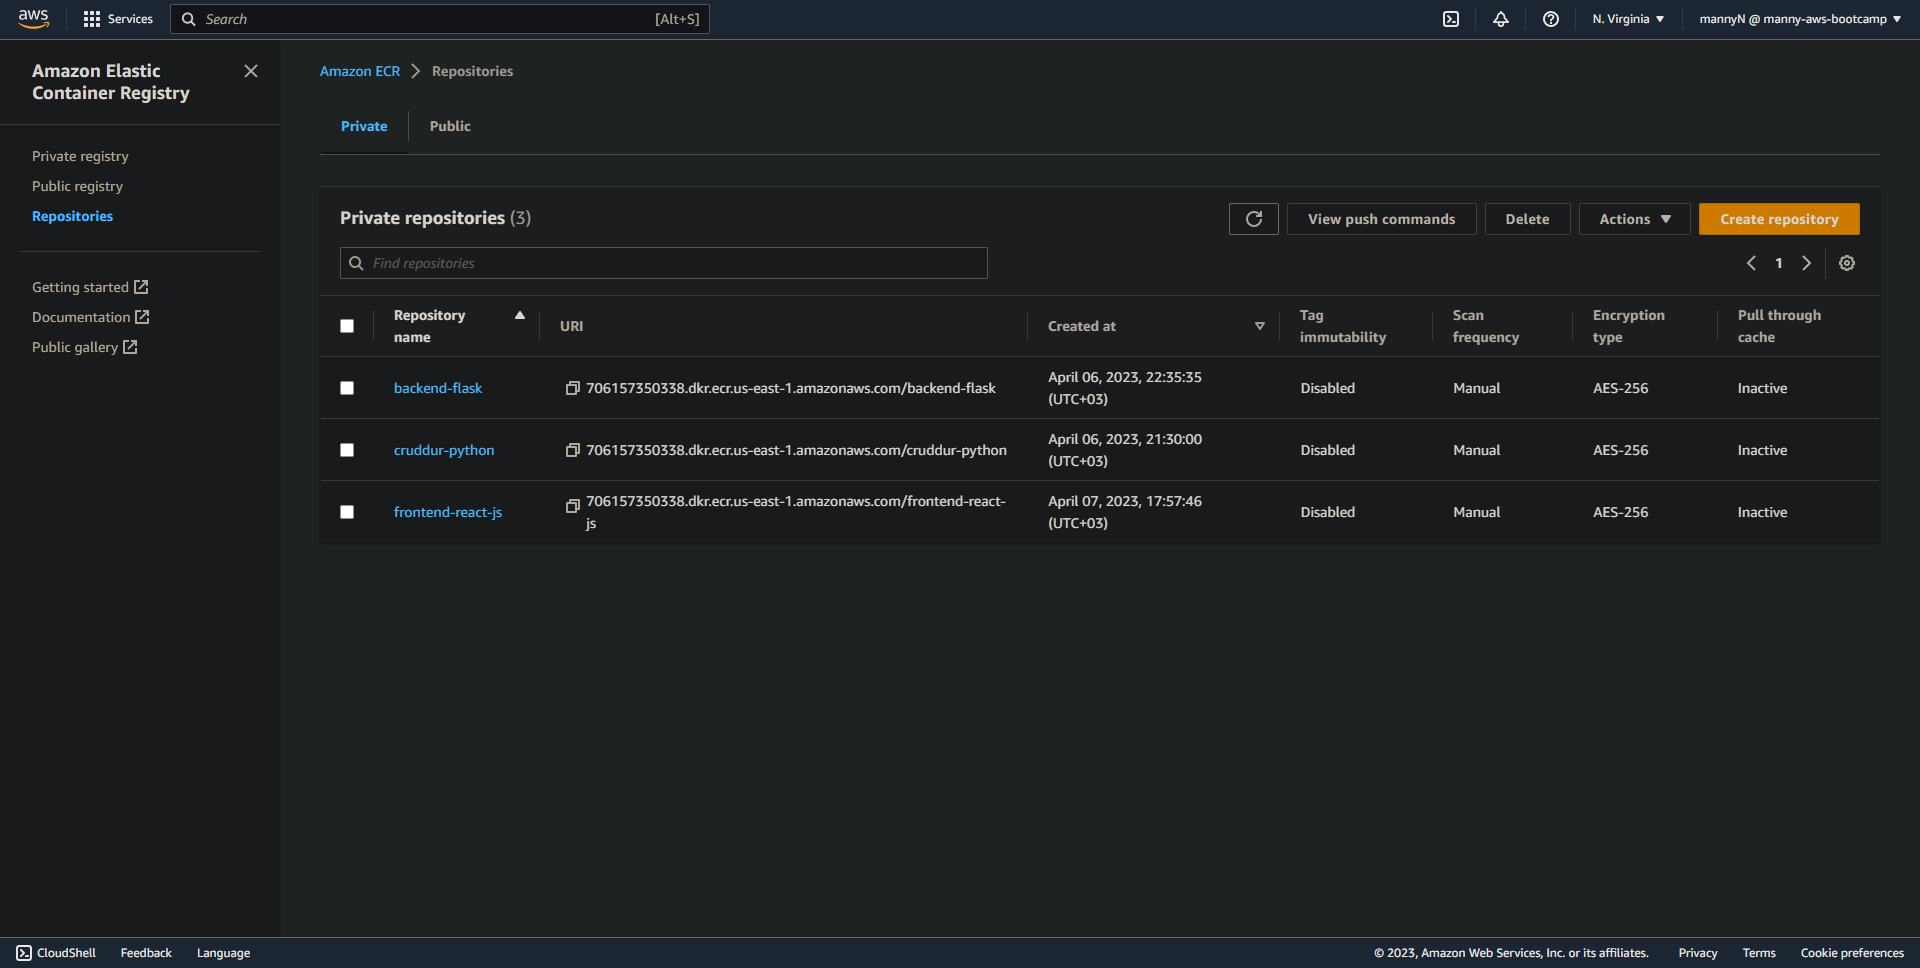 aws
Services
Search [Alt+S]
N. Virginia
mannyN @ manny-aws-bootcamp
Amazon Elastic
Container Registry
Private registry
Public registry
Repositories
Getting started
Documentation
Public gallery
Amazon ECR
Repositories
Private
Public
Private repositories (3)
View push commands
Delete
Actions
Create repository
Find repositories
1
Repository
name
URI
Created at
Tag
immutability
Scan
frequency
Encryption
type
Pull through
cache
backend-flask
706157350338.dkr.ecr.us-east-1.amazonaws.com/backend-flask
April 06, 2023, 22:35:35
(UTC+03)
Disabled
Manual
AES-256
Inactive
cruddur-python
706157350338.dkr.ecr.us-east-1.amazonaws.com/cruddur-python
April 06, 2023, 21:30:00
(UTC+03)
Disabled
Manual
AES-256
Inactive
frontend-react-js
706157350338.dkr.ecr.us-east-1.amazonaws.com/frontend-react-
js
April 07, 2023, 17:57:46
(UTC+03)
Disabled
Manual
AES-256
Inactive
CloudShell
Feedback
Language
© 2023, Amazon Web Services, Inc. or its affiliates.
Privacy
Terms
Cookie preferences